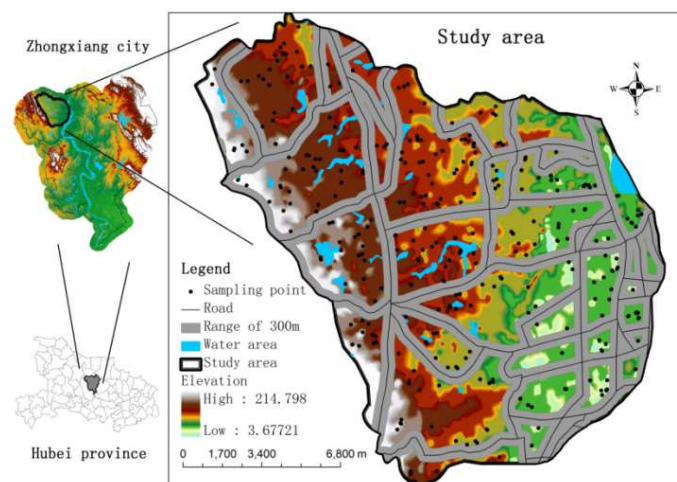 Zhongxiang city
Study area
N
W E
S
Legend
Sampling point
Road
Range of 300m
Water area
Study area
Elevation
High : 214.798
Low : 3.67721
0 1,700 3,400 6,800 m
Hubei province